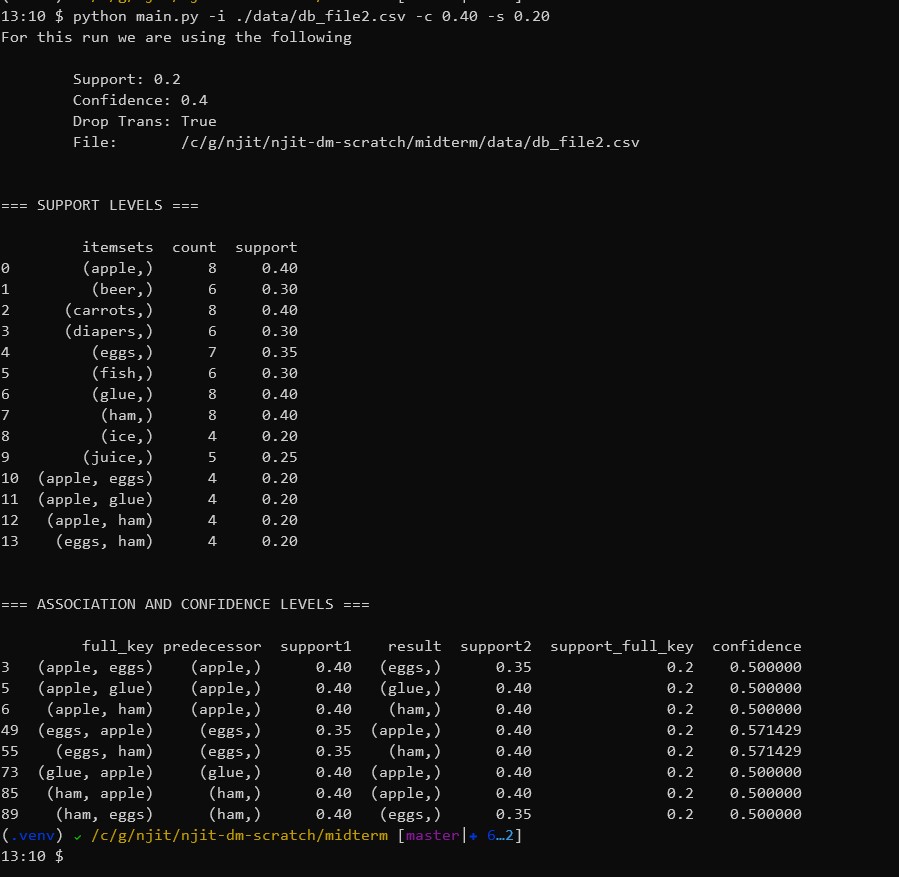 13:10 $ python main.py -i ./data/db_file2.csv -c 0.40 -s 0.20
For this run we are using the following
Support: 0.2
Confidence: 0.4
Drop Trans: True
File:       /c/g/njit/njit-dm-scratch/midterm/data/db_file2.csv
=== SUPPORT LEVELS ===
         itemsets  count  support
0        (apple,)      8     0.40
1         (beer,)      6     0.30
2      (carrots,)      8     0.40
3      (diapers,)      6     0.30
4         (eggs,)      7     0.35
5         (fish,)      6     0.30
6         (glue,)      8     0.40
7          (ham,)      8     0.40
8          (ice,)      4     0.20
9        (juice,)      5     0.25
10  (apple, eggs)      4     0.20
11  (apple, glue)      4     0.20
12   (apple, ham)      4     0.20
13    (eggs, ham)      4     0.20
=== ASSOCIATION AND CONFIDENCE LEVELS ===
         full_key predecessor  support1    result  support2  support_full_key  confidence
3   (apple, eggs)    (apple,)      0.40   (eggs,)      0.35               0.2    0.500000
5   (apple, glue)    (apple,)      0.40   (glue,)      0.40               0.2    0.500000
6    (apple, ham)    (apple,)      0.40    (ham,)      0.40               0.2    0.500000
49  (eggs, apple)     (eggs,)      0.35  (apple,)      0.40               0.2    0.571429
55    (eggs, ham)     (eggs,)      0.35    (ham,)      0.40               0.2    0.571429
73  (glue, apple)     (glue,)      0.40  (apple,)      0.40               0.2    0.500000
85   (ham, apple)      (ham,)      0.40  (apple,)      0.40               0.2    0.500000
89    (ham, eggs)      (ham,)      0.40   (eggs,)      0.35               0.2    0.500000
(.venv) ✓ /c/g/njit/njit-dm-scratch/midterm [master|✚ 6…2]
13:10 $